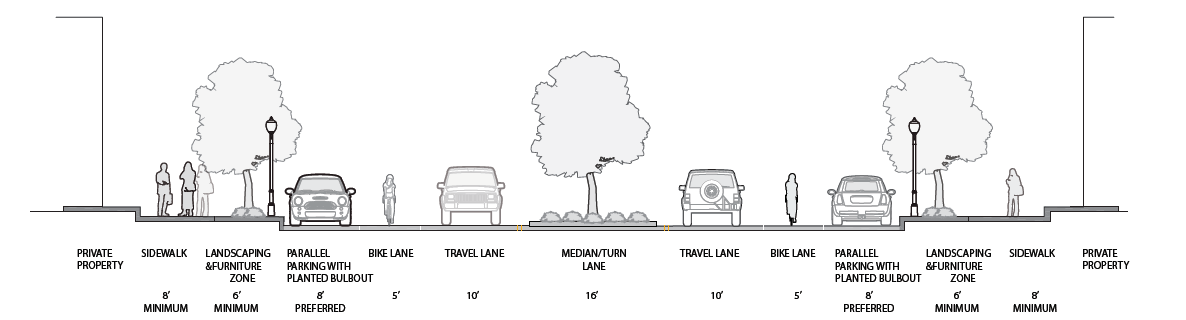 PRIVATE
PROPERTY
SIDEWALK
8’
MINIMUM
LANDSCAPING
&FURNITURE
ZONE
6’
MINIMUM
PARALLEL
PARKING WITH
PLANTED BULBOUT
8’
PREFERRED
BIKE LANE
5’
TRAVEL LANE
10’
MEDIAN/TURN
LANE
16’
TRAVEL LANE
10’
BIKE LANE
5’
PARALLEL
PARKING WITH
PLANTED BULBOUT
8’
PREFERRED
LANDSCAPING
&FURNITURE
ZONE
6’
MINIMUM
SIDEWALK
8’
MINIMUM
PRIVATE
PROPERTY